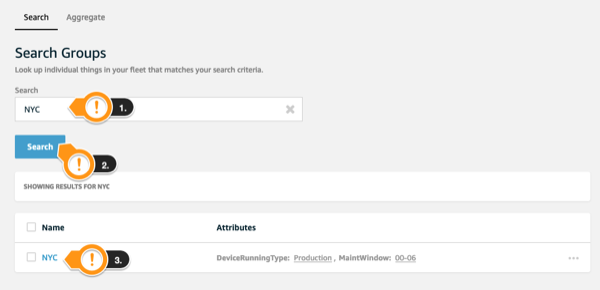 Search Aggregate
Search Groups
Look up individual things in your fleet that matches your search criteria.
Search
NYC ! 1.
Search
! 2.
SHOWING RESULTS FOR NYC
Name Attributes
NYC ! 3. DeviceRunningType: Production , MaintWindow: 00-06